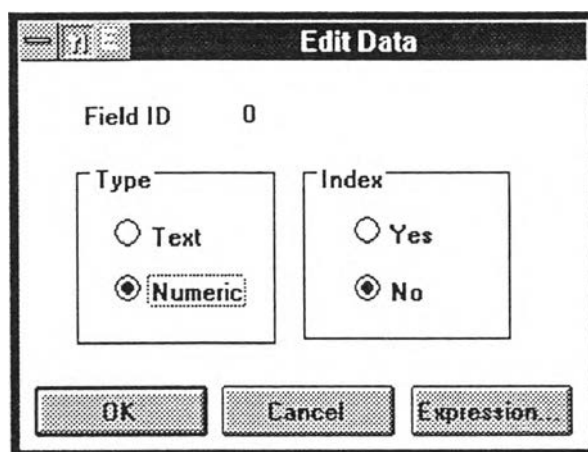 Edit Data
Field ID 0
Type
Text
Numeric
Index
Yes
No
OK Cancel Expression...